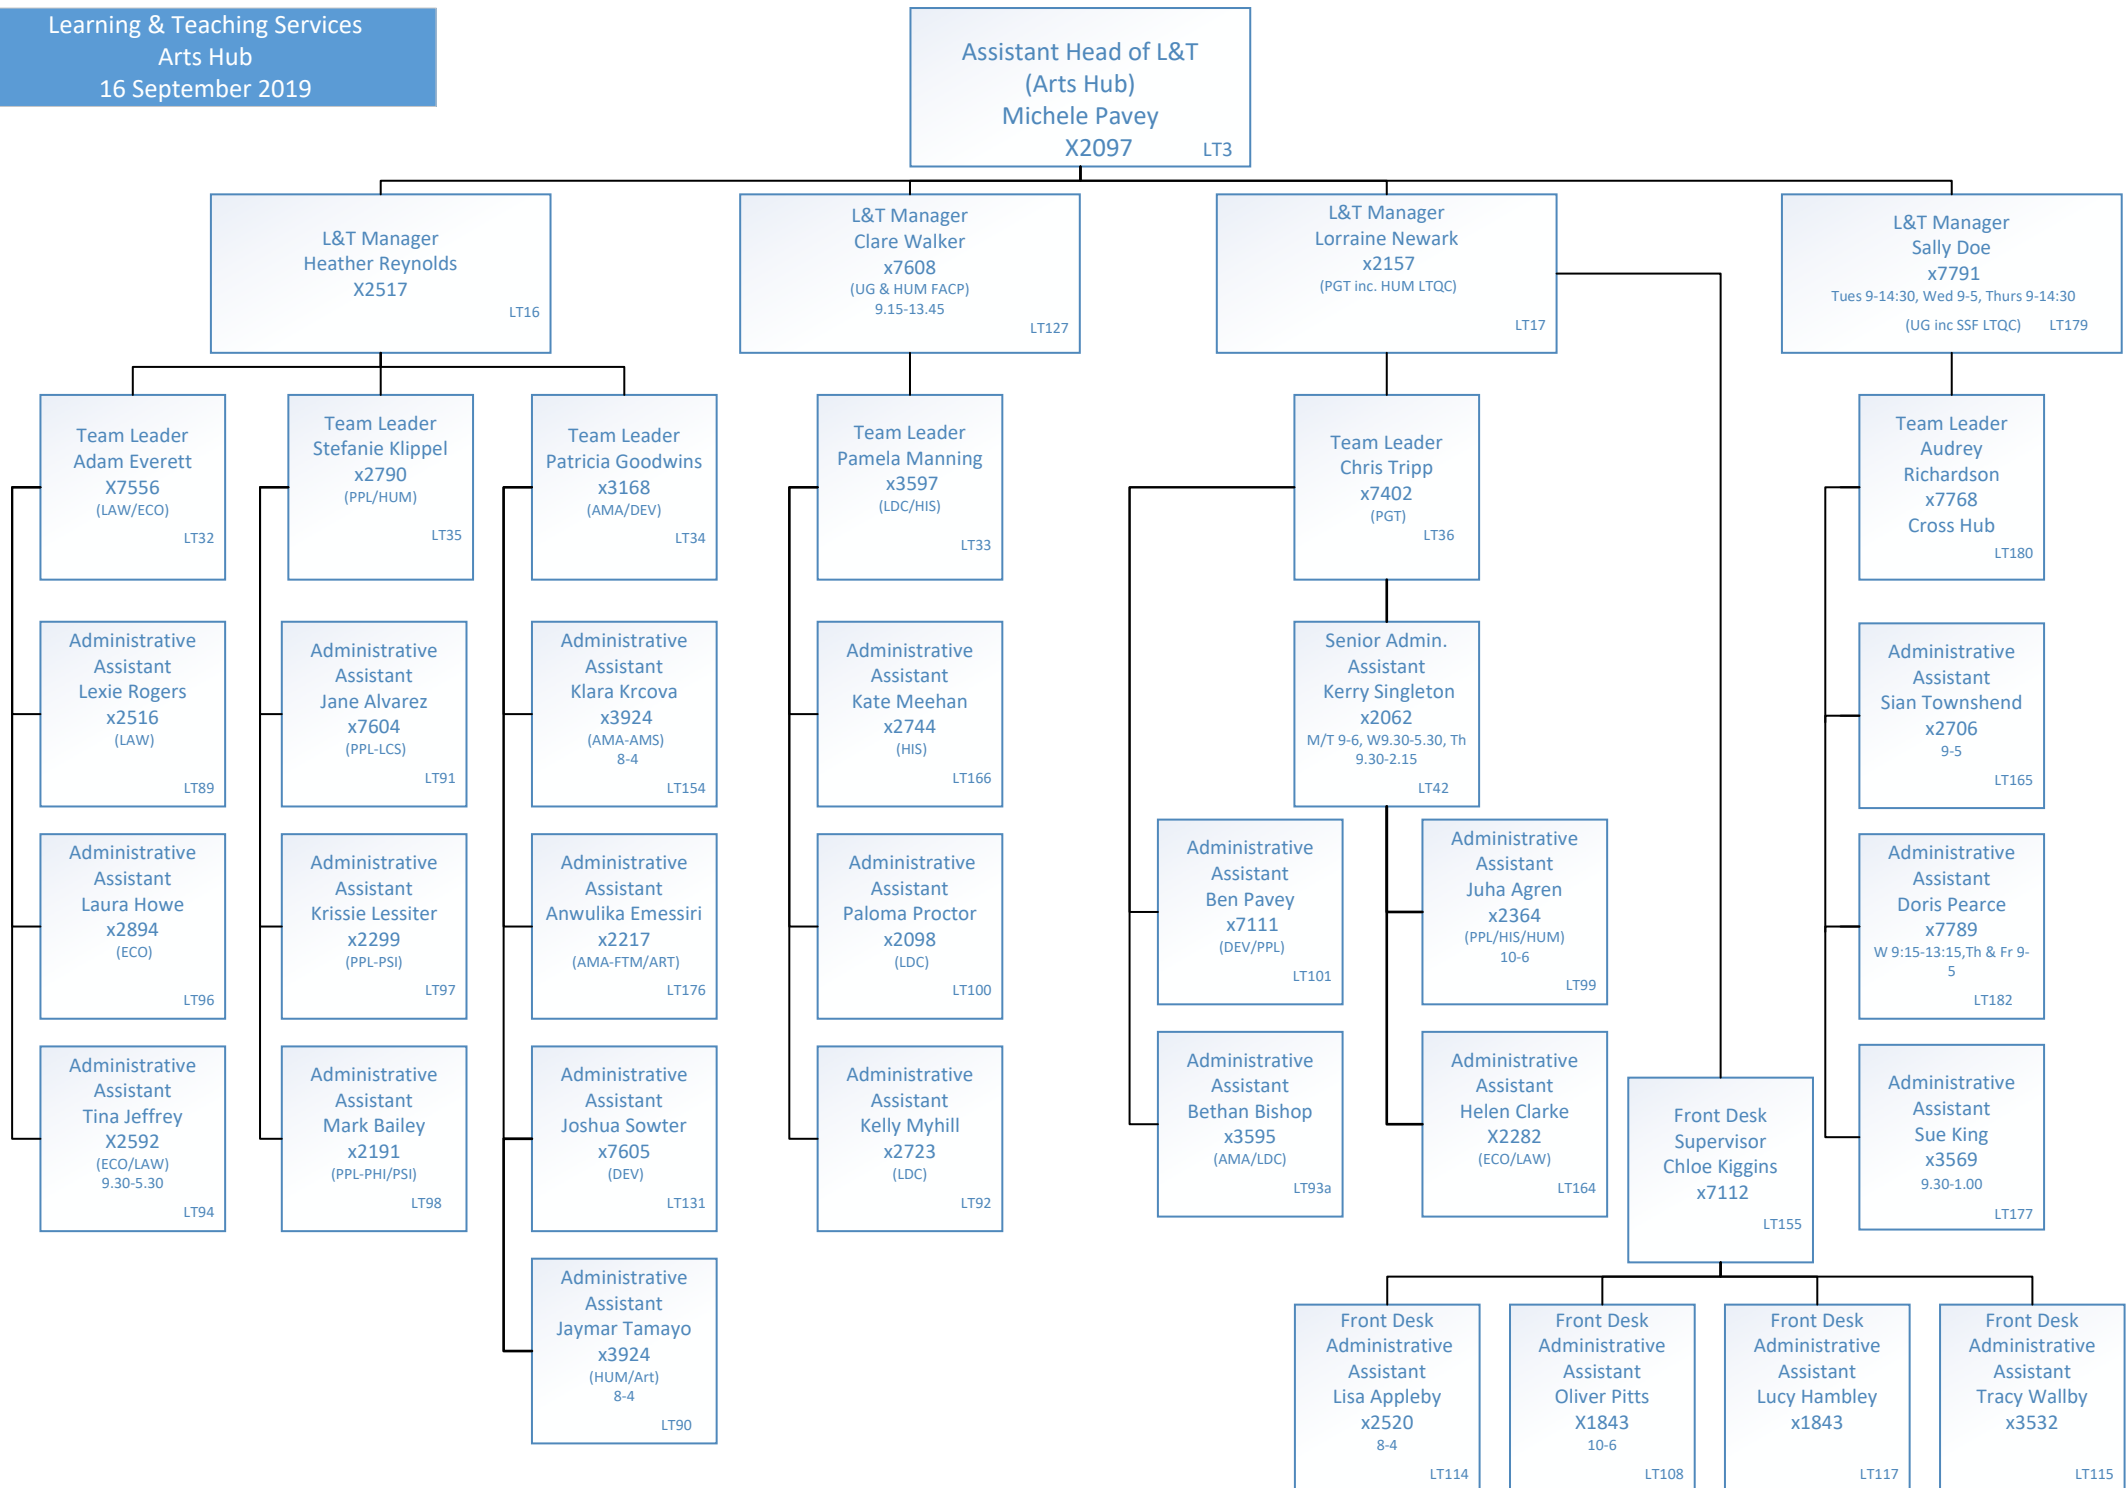 Learning & Teaching Services
Arts Hub
16 September 2019
Assistant Head of L&T
(Arts Hub)
Michele Pavey
X2097
LT3
L&T Manager
Heather Reynolds
X2517
LT16
L&T Manager
Clare Walker
x7608
(UG & HUM FACP)
9.15-13.45
LT127
L&T Manager
Lorraine Newark
x2157
(PGT inc. HUM LTQC)
LT17
L&T Manager
Sally Doe
x7791
Tues 9-14:30, Wed 9-5, Thurs 9-14:30
(UG inc SSF LTQC)
LT179
Team Leader
Adam Everett
X7556
(LAW/ECO)
LT32
Team Leader
Stefanie Klippel
x2790
(PPL/HUM)
LT35
Team Leader
Patricia Goodwins
x3168
(AMA/DEV)
LT34
Team Leader
Pamela Manning
x3597
(LDC/HIS)
LT33
Team Leader
Chris Tripp
x7402
(PGT)
LT36
Team Leader
Audrey
Richardson
x7768
Cross Hub
LT180
Administrative
Assistant
Lexie Rogers
x2516
(LAW)
LT89
Administrative
Assistant
Jane Alvarez
x7604
(PPL-LCS)
LT91
Administrative
Assistant
Klara Krcova
x3924
(AMA-AMS)
8-4
LT154
Administrative
Assistant
Kate Meehan
x2744
(HIS)
LT166
Senior Admin.
Assistant
Kerry Singleton
x2062
M/T 9-6, W9.30-5.30, Th
9.30-2.15
LT42
Administrative
Assistant
Sian Townshend
x2706
9-5
LT165
Administrative
Assistant
Laura Howe
x2894
(ECO)
LT96
Administrative
Assistant
Krissie Lessiter
x2299
(PPL-PSI)
LT97
Administrative
Assistant
Anwulika Emessiri
x2217
(AMA-FTM/ART)
LT176
Administrative
Assistant
Paloma Proctor
x2098
(LDC)
LT100
Administrative
Assistant
Ben Pavey
x7111
(DEV/PPL)
LT101
Administrative
Assistant
Juha Agren
x2364
(PPL/HIS/HUM)
10-6
LT99
Administrative
Assistant
Doris Pearce
x7789
W 9:15-13:15,Th & Fr 9-
5
LT182
Administrative
Assistant
Tina Jeffrey
X2592
(ECO/LAW)
9.30-5.30
LT94
Administrative
Assistant
Mark Bailey
x2191
(PPL-PHI/PSI)
LT98
Administrative
Assistant
Joshua Sowter
x7605
(DEV)
LT131
Administrative
Assistant
Kelly Myhill
x2723
(LDC)
LT92
Administrative
Assistant
Bethan Bishop
x3595
(AMA/LDC)
LT93a
Administrative
Assistant
Helen Clarke
X2282
(ECO/LAW)
LT164
Front Desk
Supervisor
Chloe Kiggins
x7112
LT155
Administrative
Assistant
Sue King
x3569
9.30-1.00
LT177
Administrative
Assistant
Jaymar Tamayo
x3924
(HUM/Art)
8-4
LT90
Front Desk
Administrative
Assistant
Lisa Appleby
x2520
8-4
LT114
Front Desk
Administrative
Assistant
Oliver Pitts
X1843
10-6
LT108
Front Desk
Administrative
Assistant
Lucy Hambley
x1843
LT117
Front Desk
Administrative
Assistant
Tracy Wallby
x3532
LT115